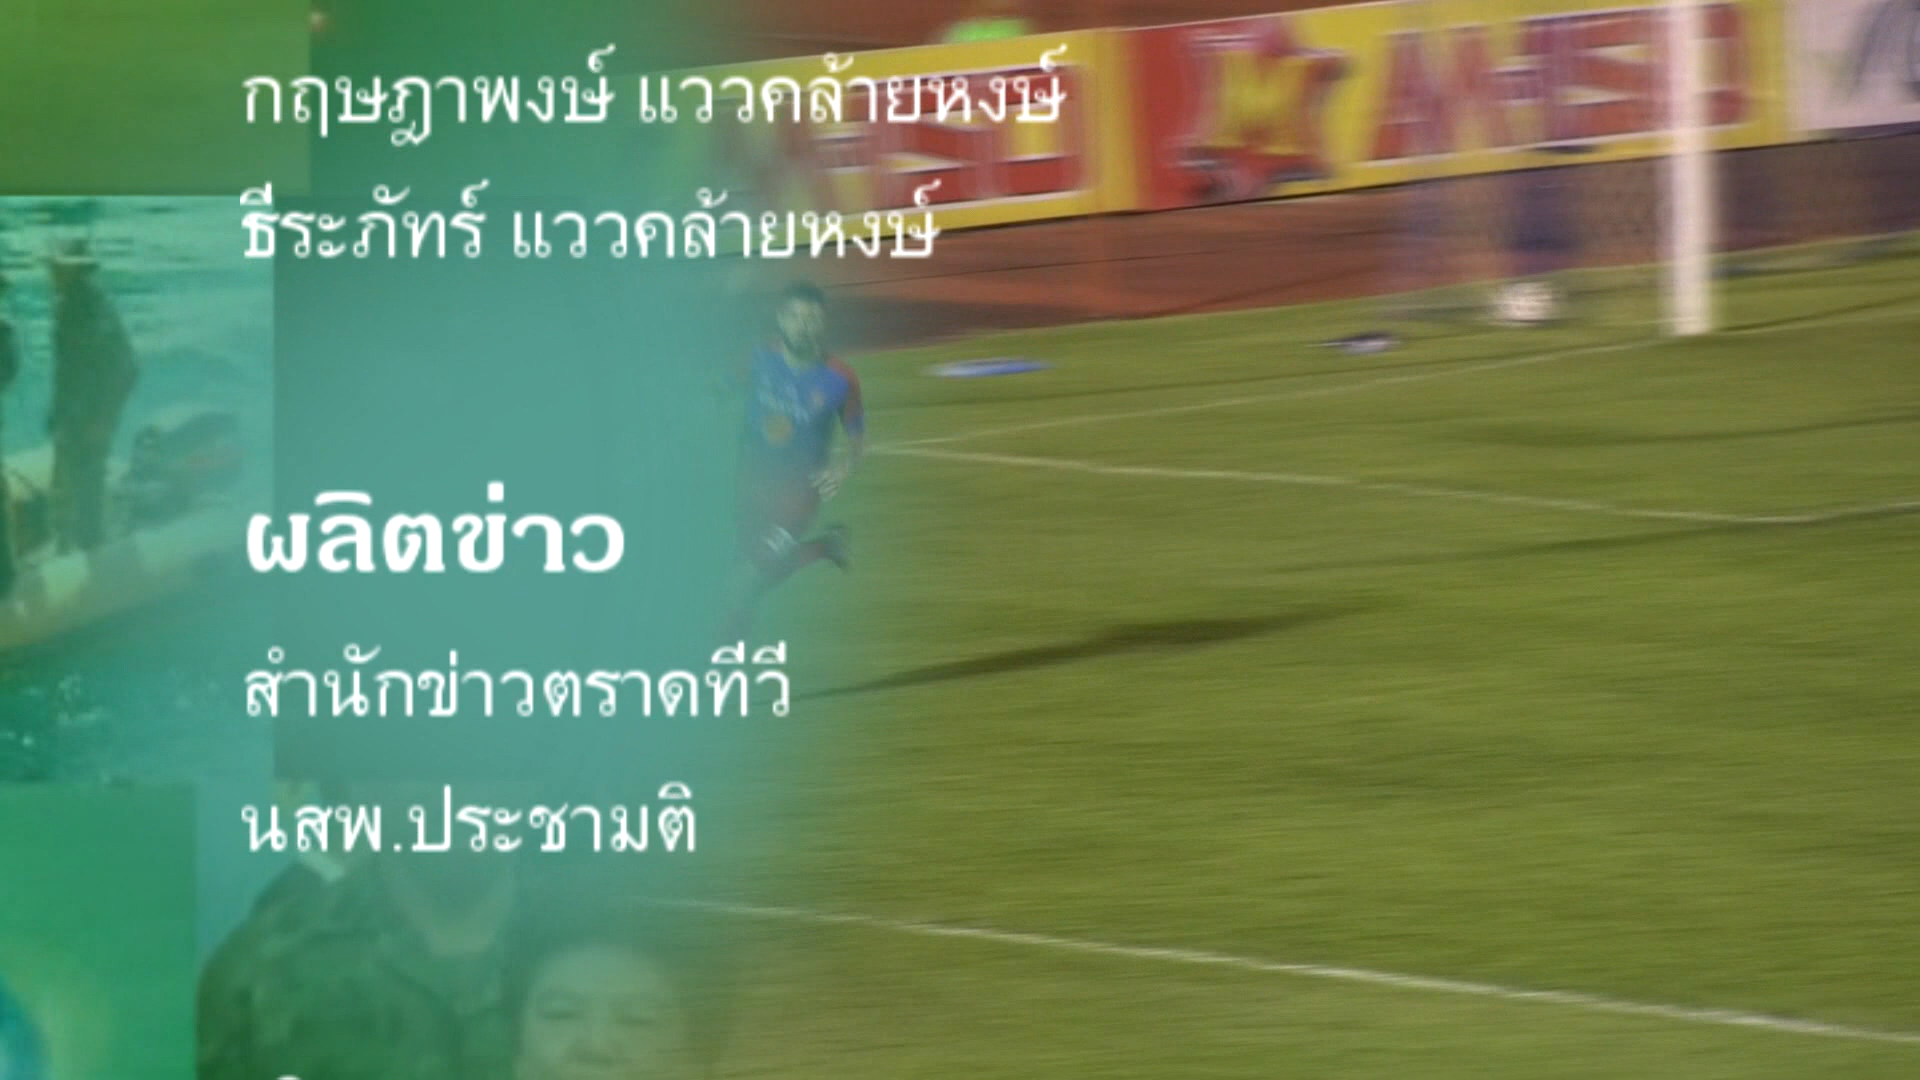 กฤษฎาพงษ์ แววคล้ายหงษ์
ธีระภัทร์ แววคล้ายหงษ์
ผลิตข่าว
สำนักข่าวตราดทีวี
นสพ.ประชามติ